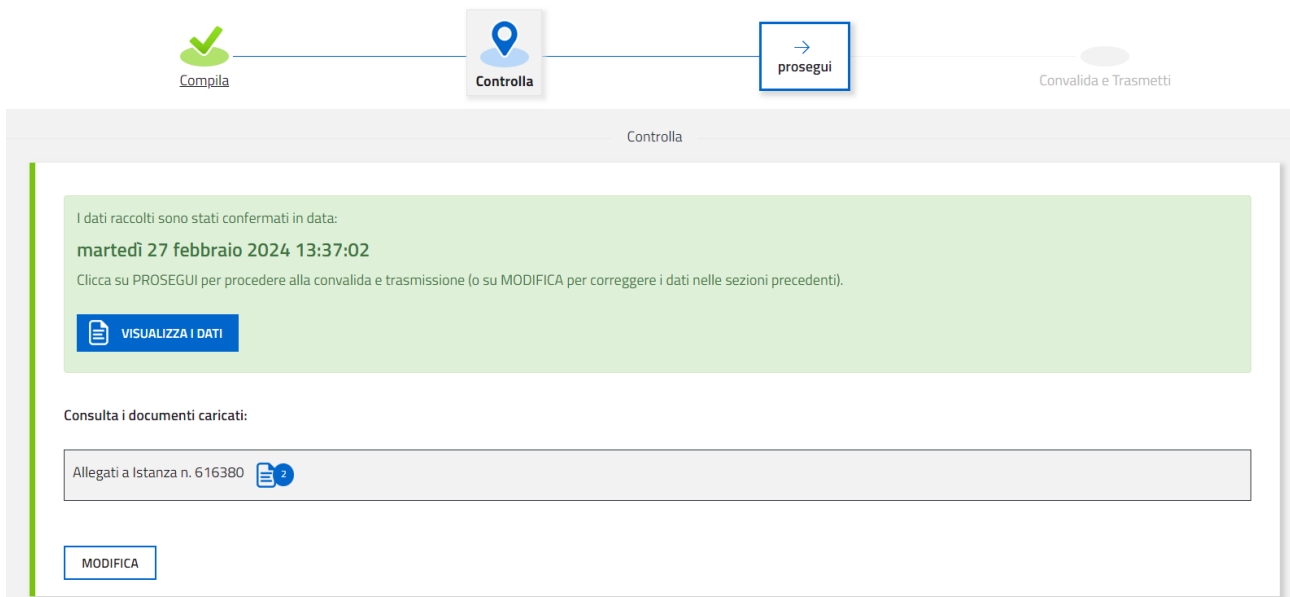 Compila
Controlla
→
prosegui
Convalida e Trasmetti
Controlla
I dati raccolti sono stati confermati in data:
martedì 27 febbraio 2024 13:37:02
Clicca su PROSEGUI per procedere alla convalida e trasmissione (o su MODIFICA per correggere i dati nelle sezioni precedenti).
VISUALIZZA I DATI
Consulta i documenti caricati:
Allegati a Istanza n. 616380 2
MODIFICA